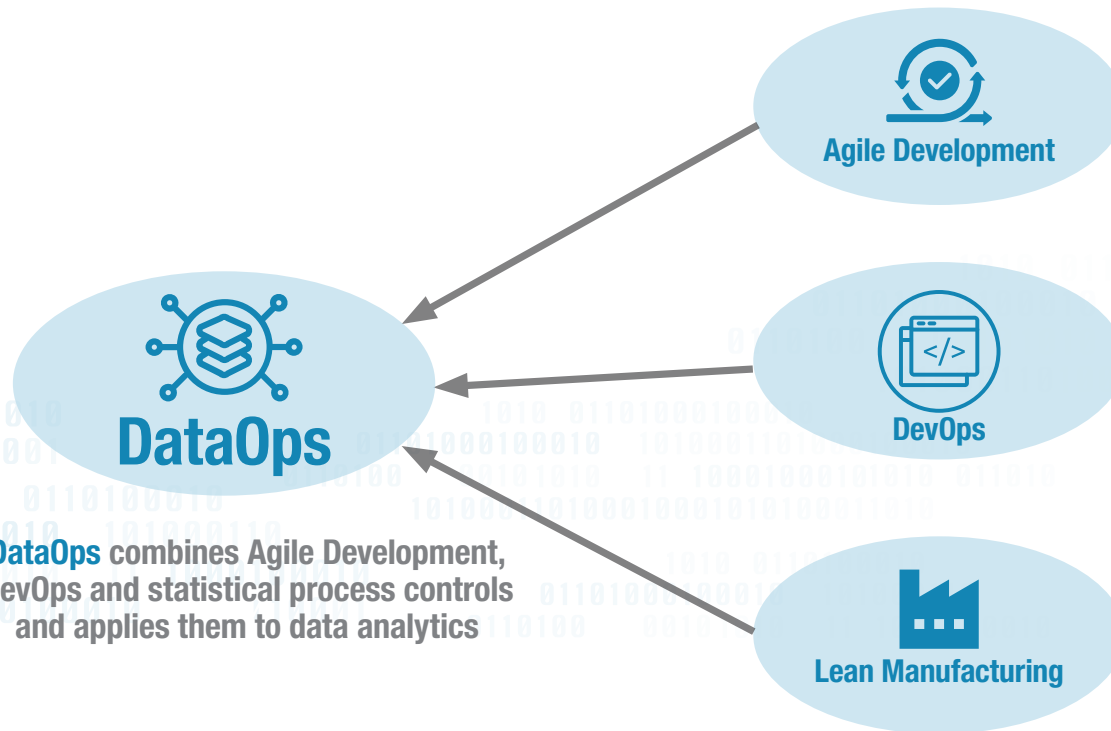 Agile Development
</>
DevOps
DataOps
DataOps combines Agile Development,
DevOps and statistical process controls
and applies them to data analytics
Lean Manufacturing